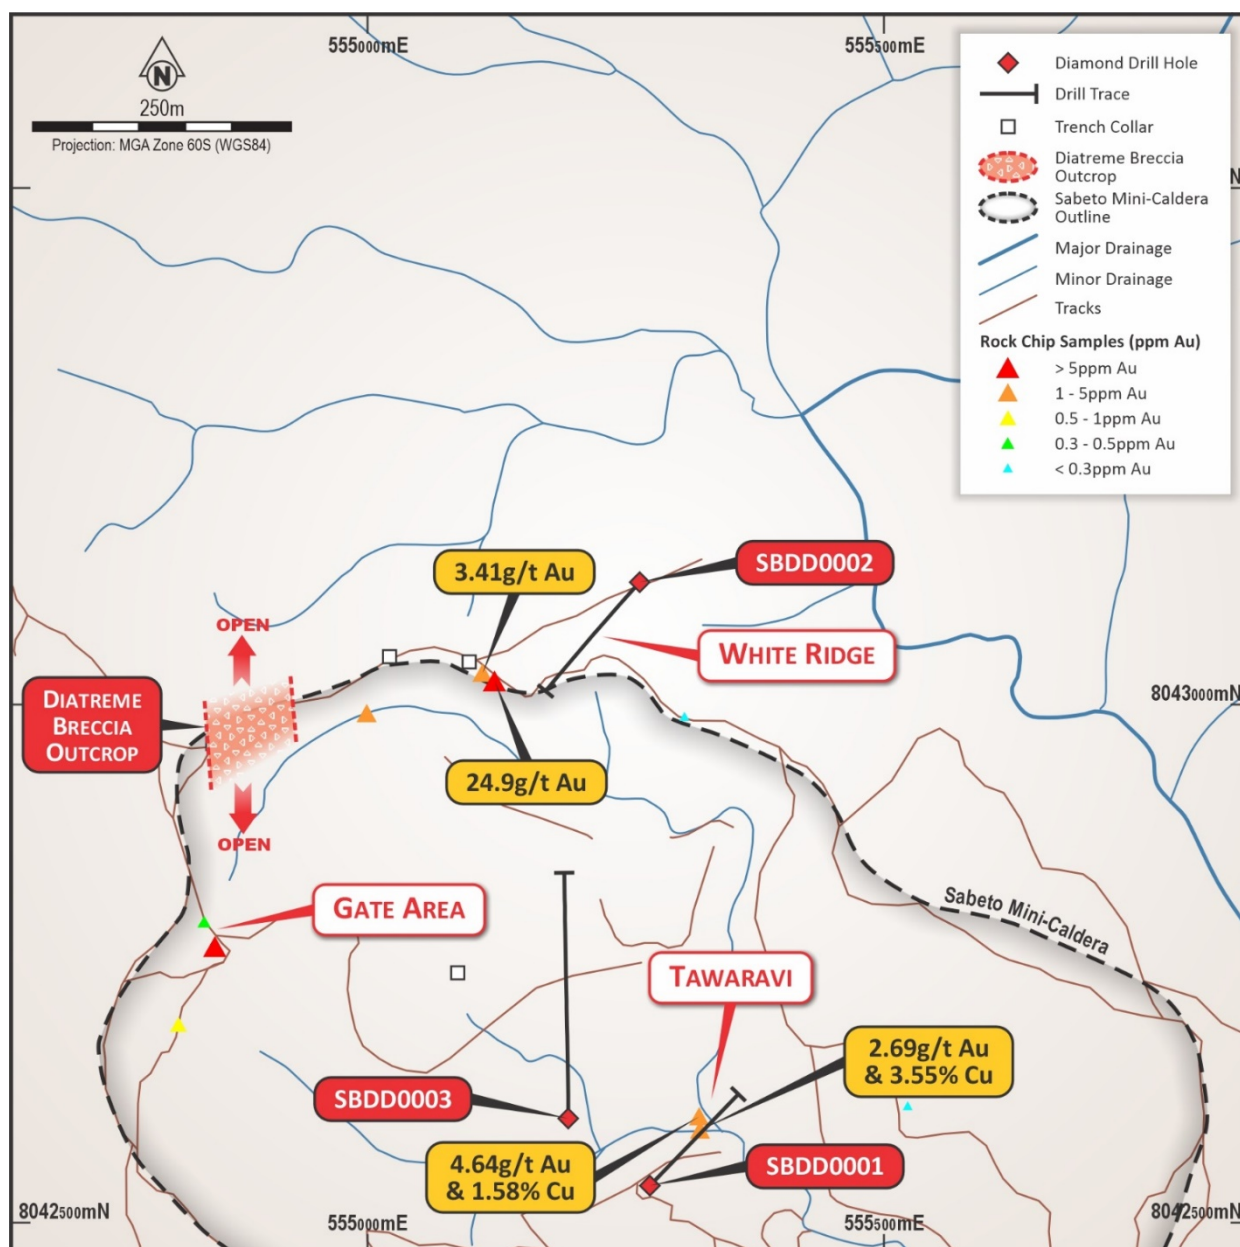 555000mE
555500mE
N
250m
Projection: MGA Zone 60S (WGS84)
Diamond Drill Hole
Drill Trace
Trench Collar
Diatreme Breccia
Outcrop
Sabeto Mini-Caldera
Outline
Major Drainage
Minor Drainage
Tracks
Rock Chip Samples (ppm Au)
> 5ppm Au
1 - 5ppm Au
0.5 - 1ppm Au
0.3 - 0.5ppm Au
< 0.3ppm Au
N
3.41g/t Au
SBDD0002
OPEN
WHITE RIDGE
DIATREME
BRECCIA
OUTCROP
8043000mN
24.9g/t Au
OPEN
GATE AREA
Sabeto Mini-Caldera
TAWARAVI
2.69g/t Au
& 3.55% Cu
SBDD0003
4.64g/t Au
& 1.58% Cu
SBDD0001
8042500mN
555000mE
555500mE
8042500mN